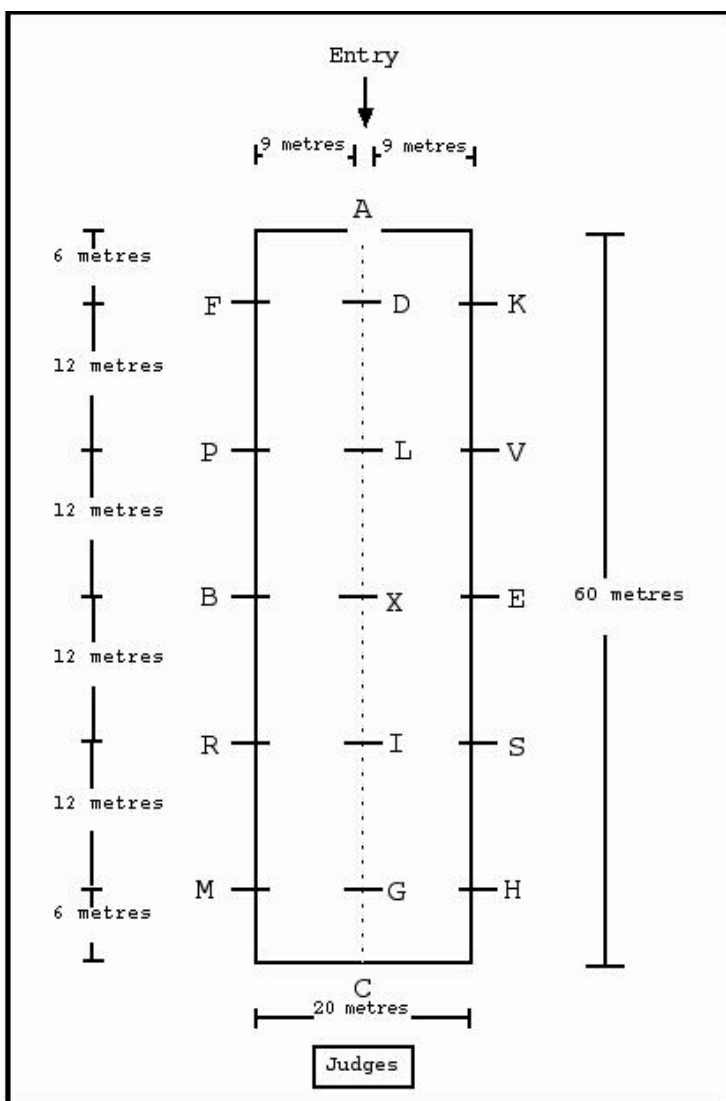 Entry
9 metres 9 metres
A
6 metres
F D K
12 metres
P L V
12 metres
B X E 60 metres
12 metres
R I S
12 metres
M G H
6 metres
C
20 metres
Judges